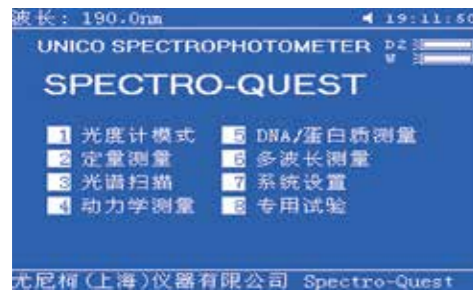 波长: 190.0nm 19:11:50
UNICO SPECTROPHOTOMETER D2
W
SPECTRO-QUEST
1 光度计模式 5 DNA/蛋白质测量
2 定量测量 6 多波长测量
3 光谱扫描 7 系统设置
4 动力学测量 8 专用试验
尤尼柯(上海)仪器有限公司 Spectro-Quest